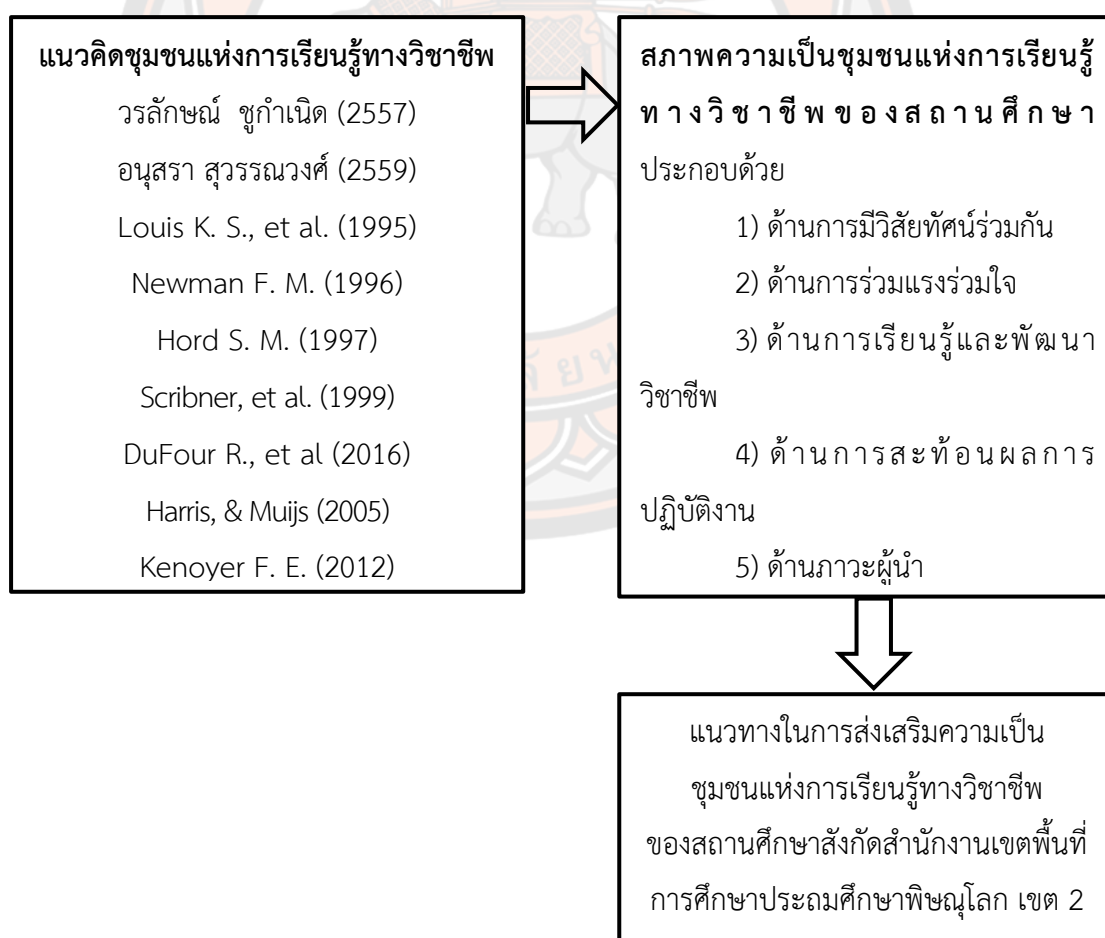 แนวคิดชุมชนแห่งการเรียนรู้ทางวิชาชีพ
วรลักษณ์ ชูกำเนิด (2557)
อนุสรา สุวรรณวงศ์ (2559)
Louis K. S., et al. (1995)
Newman F. M. (1996)
Hord S. M. (1997)
Scribner, et al. (1999)
DuFour R., et al (2016)
Harris, & Muijs (2005)
Kenoyer F. E. (2012)
สภาพความเป็นชุมชนแห่งการเรียนรู้
ทางวิชาชีพของสถานศึกษา
ประกอบด้วย
1) ด้านการมีวิสัยทัศน์ร่วมกัน
2) ด้านการร่วมแรงร่วมใจ
3) ด้านการเรียนรู้และพัฒนา
วิชาชีพ
4) ด้านการสะท้อนผลการ
ปฏิบัติงาน
5) ด้านภาวะผู้นำ
แนวทางในการส่งเสริมความเป็น
ชุมชนแห่งการเรียนรู้ทางวิชาชีพ
ของสถานศึกษาสังกัดสำนักงานเขตพื้นที่
การศึกษาประถมศึกษาพิษณุโลก เขต 2